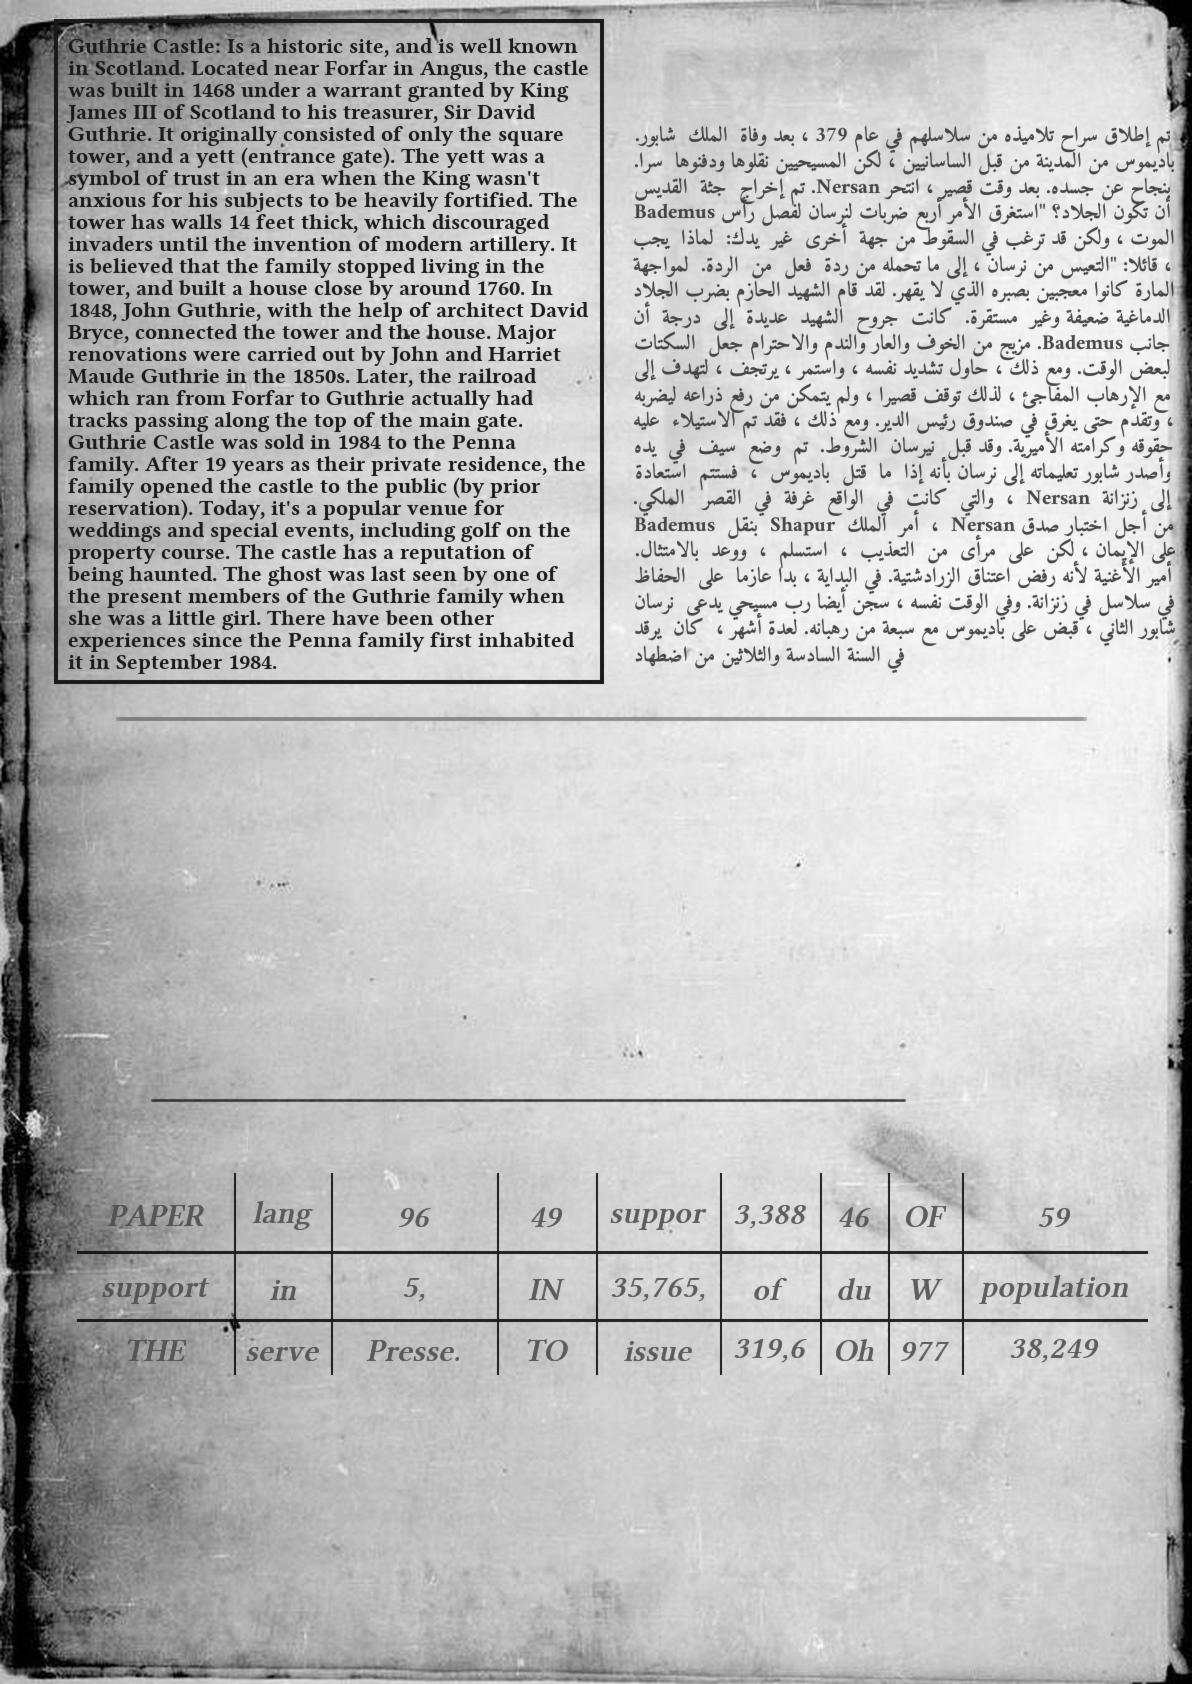 Guthrie Castle: Is a historic site, and is well known
in Scotland. Located near Forfar in Angus, the castle
was built in 1468 under a warrant granted by King
James III of Scotland to his treasurer, Sir David
Guthrie. It originally consisted of only the square
tower, and a yett (entrance gate). The yett was a
symbol of trust in an era when the King wasn't
anxious for his subjects to be heavily fortified. The
tower has walls 14 feet thick, which discouraged
invaders until the invention of modern artillery. It
is believed that the family stopped living in the
tower, and built a house close by around 1760. In
1848, John Guthrie, with the help of architect David
Bryce, connected the tower and the house. Major
renovations were carried out by John and Harriet
Maude Guthrie in the 1850s. Later, the railroad
which ran from Forfar to Guthrie actually had
tracks passing along the top of the main gate.
Guthrie Castle was sold in 1984 to the Penna
family. After 19 years as their private residence, the
family opened the castle to the public (by prior
reservation). Today, it's a popular venue for
weddings and special events, including golf on the
property course. The castle has a reputation of
being haunted. The ghost was last seen by one of
the present members of the Guthrie family when
she was a little girl. There have been other
experiences since the Penna family first inhabited
it in September 1984.
تم إطلاق سراح تلاميذه من سلاسلهم في عام 379 ، بعد وفاة الملك شابور.
باديموس من المدينة من قبل الساسانيين ، لكن المسيحيين نقلوها ودفنوها سرا.
بنجاح عن جسده. بعد وقت قصير ، انتحر Nersan. تم إخراج جثة القديس
أن تكون الجلاد؟ "استغرق الأمر أربع ضربات لنرسان لفصل رأس Bademus
الموت ، ولكن قد ترغب في السقوط من جهة أخرى غير يدك: لماذا يجب
، قائلا: "التعيس من نرسان ، إلى ما تحمله من ردة فعل من الردة. لمواجهة
المارة كانوا معجبين بصبره الذي لا يقهر. لقد قام الشهيد الحازم بضرب الجلاد
الدماغية ضعيفة وغير مستقرة. كانت جروح الشهيد عديدة إلى درجة أن
جانب Bademus. مزيج من الخوف والعار والندم والاحترام جعل السكتات
لبعض الوقت. ومع ذلك ، حاول تشديد نفسه ، واستمر ، يرتجف ، لتهدف إلى
مع الإرهاب المفاجئ ، لذلك توقف قصيرا ، ولم يتمكن من رفع ذراعه ليضربه
، وتقدم حتى يغرق في صندوق رئيس الدير. ومع ذلك ، فقد تم الاستيلاء عليه
حقوقه وكرامته الأميرية. وقد قبل نيرسان الشروط. تم وضع سيف في يده
وأصدر شابور تعليماته إلى نرسان بأنه إذا ما قتل باديموس ، فستتم استعادة
إلى زنزانة Nersan ، والتي كانت في الواقع غرفة في القصر الملكي.
من أجل اختبار صدق Nersan ، أمر الملك Shapur بنقل Bademus
على الإيمان ، لكن على مرأى من التعذيب ، استسلم ، ووعد بالامتثال.
أمير الأغنية لأنه رفض اعتناق الزرادشتية. في البداية ، بدا عازما على الحفاظ
في سلاسل في زنزانة. وفي الوقت نفسه ، سجن أيضا رب مسيحي يدعى نرسان
شابور الثاني ، قبض على باديموس مع سبعة من رهبانه. لعدة أشهر ، كان يرقد
في السنة السادسة والثلاثين من اضطهاد .
PAPER lang 96 49 suppor 3,388 46 OF 59
support in 5, IN 35,765, of du W population
THE serve Presse. TO issue 319,6 Oh 977 38,249